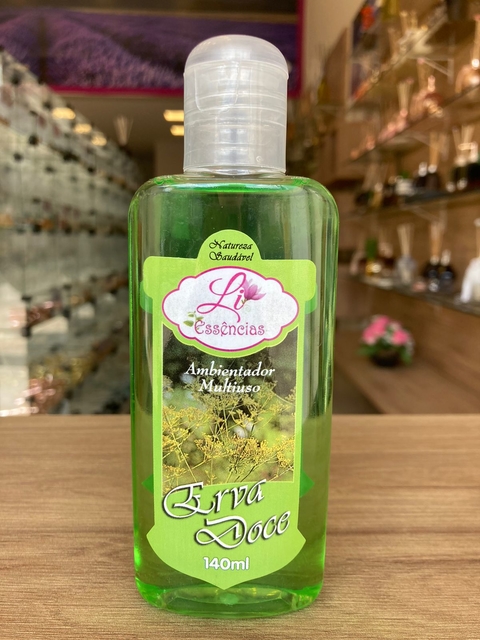 Natureza
Saudável
Li
Essências
Ambientador
Multiuso
Erva
Doce
140ml